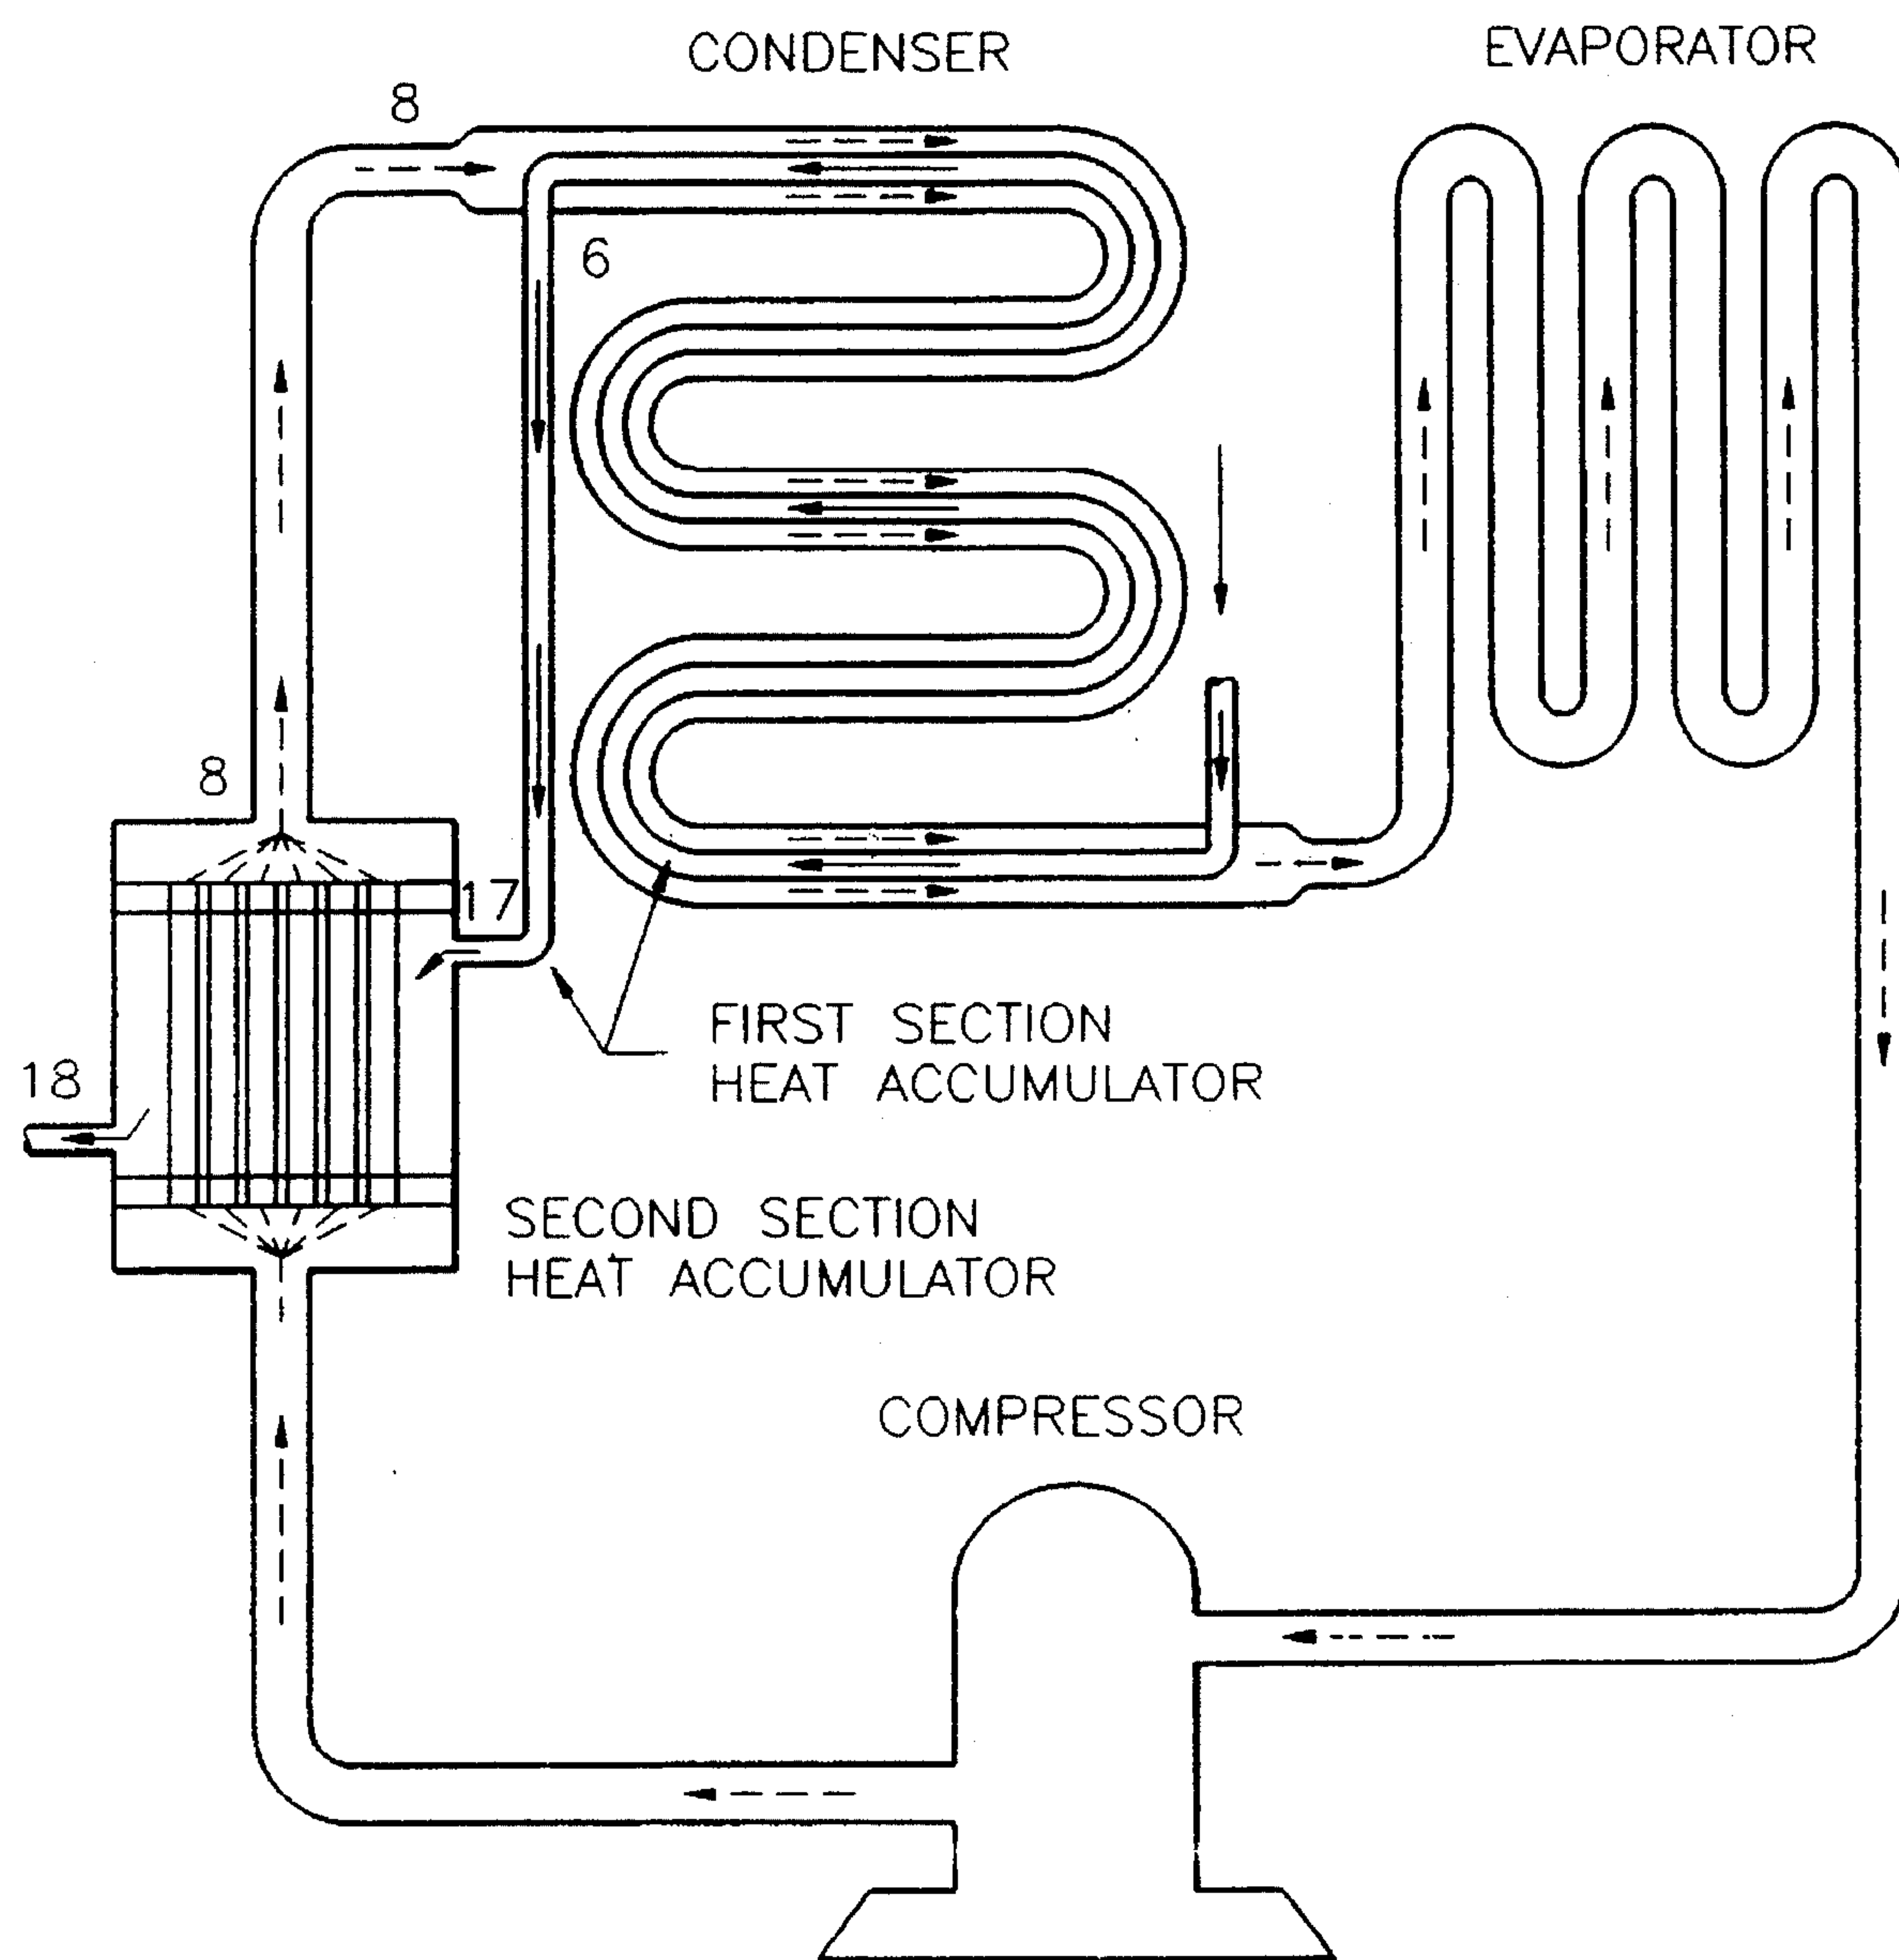 CONDENSER
EVAPORATOR
8
6
8
17
FIRST SECTION
HEAT ACCUMULATOR
18
SECOND SECTION
HEAT ACCUMULATOR
COMPRESSOR